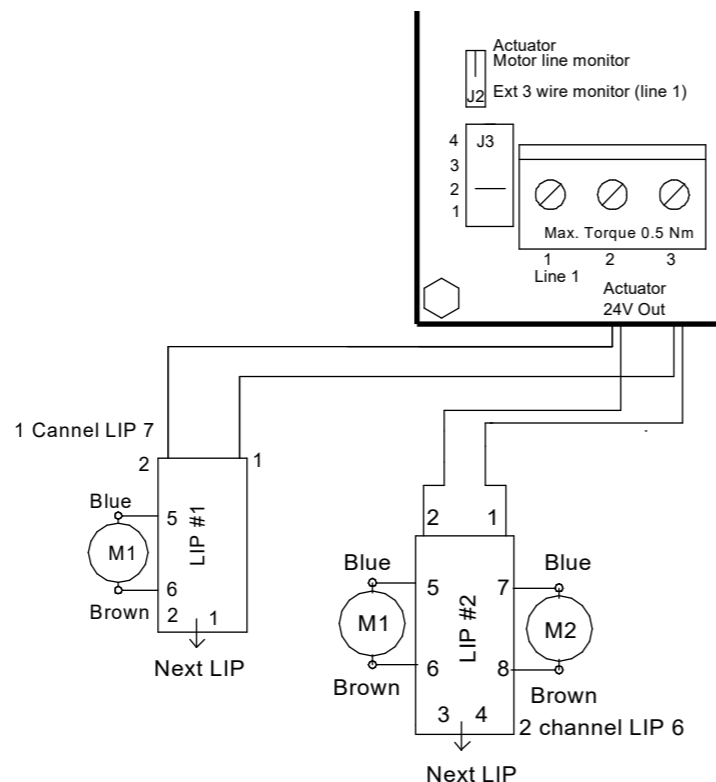 Actuator
Motor line monitor
J2 Ext 3 wire monitor (line 1)
4 J3
3
2
1
Max. Torque 0.5 Nm
1 2 3
Line 1
Actuator
24V Out
1 Cannel LIP 7
2 1
Blue
5
LIP #1
M1
6
Brown
2 1
Next LIP
2 1
Blue 5 7 Blue
LIP #2
M1 M2
6 8
Brown Brown
3 4
2 channel LIP 6
Next LIP